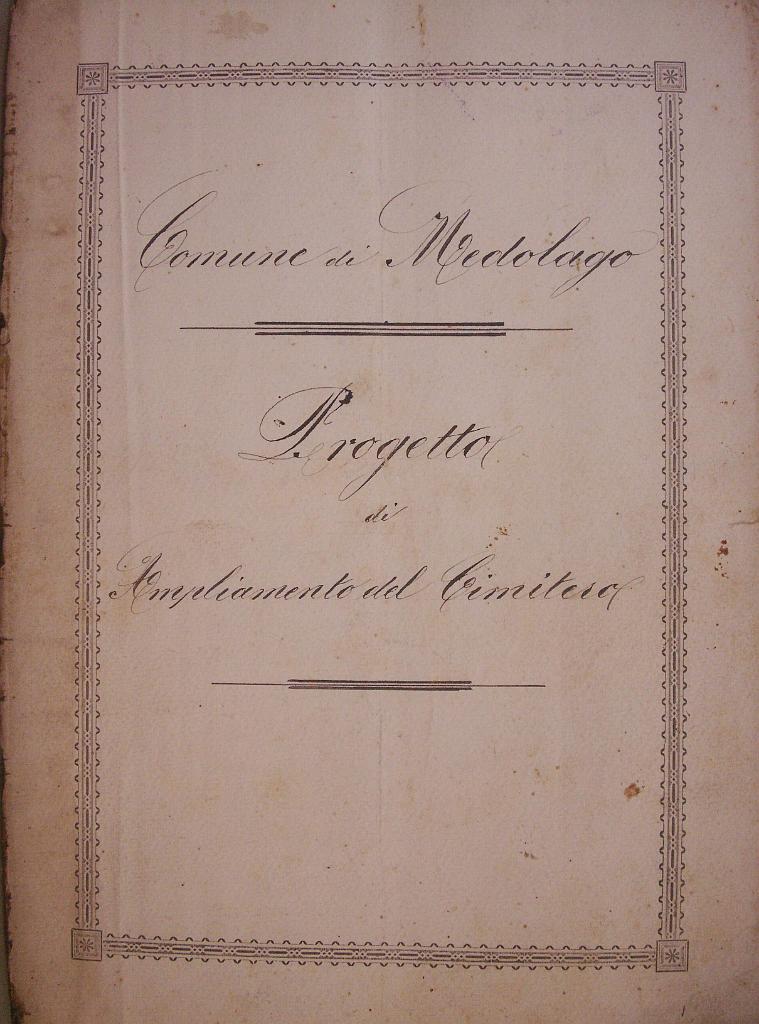 Comune di Medolago
Progetto
di
Ampliamento del Cimitero